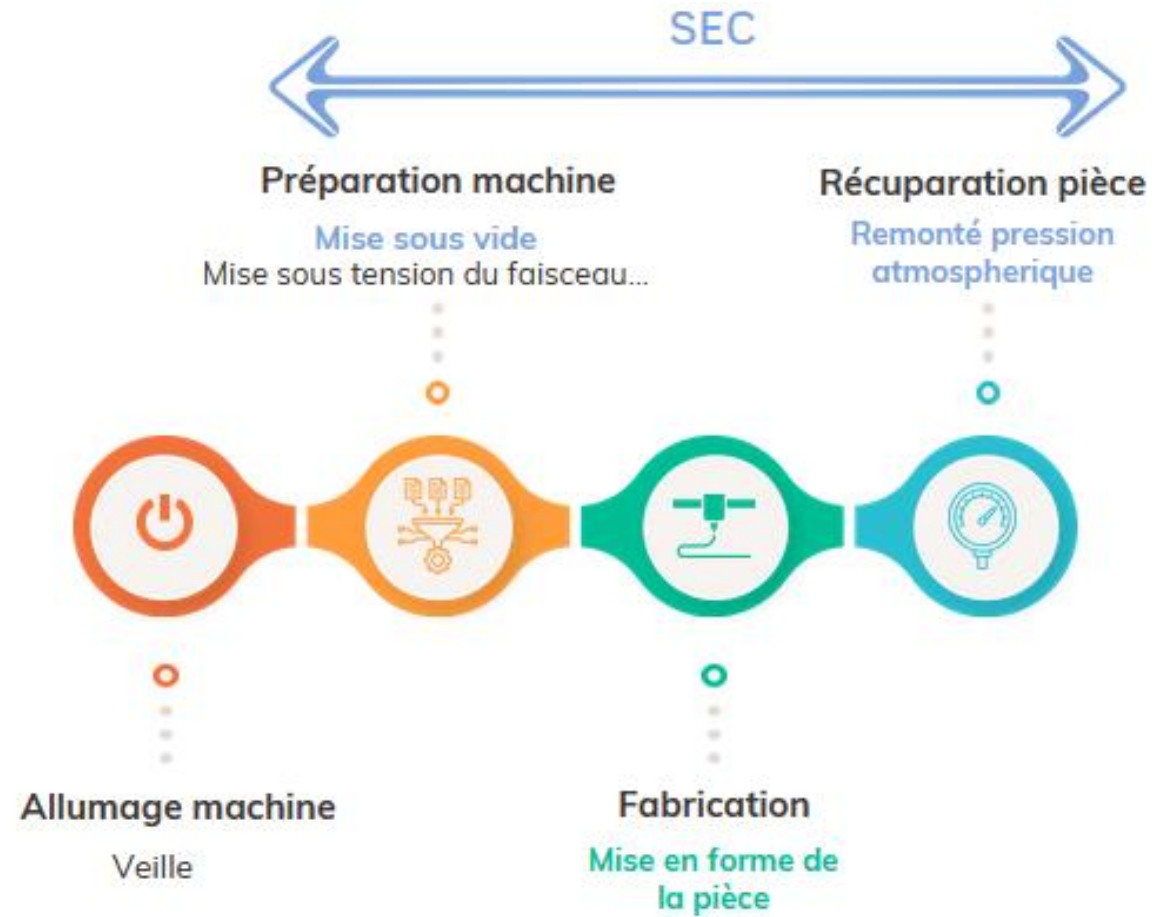 SEC
Préparation machine
Mise sous vide
Mise sous tension du faisceau...
Récuparation pièce
Remonté pression
atmospherique
Allumage machine
Veille
Fabrication
Mise en forme de
la pièce